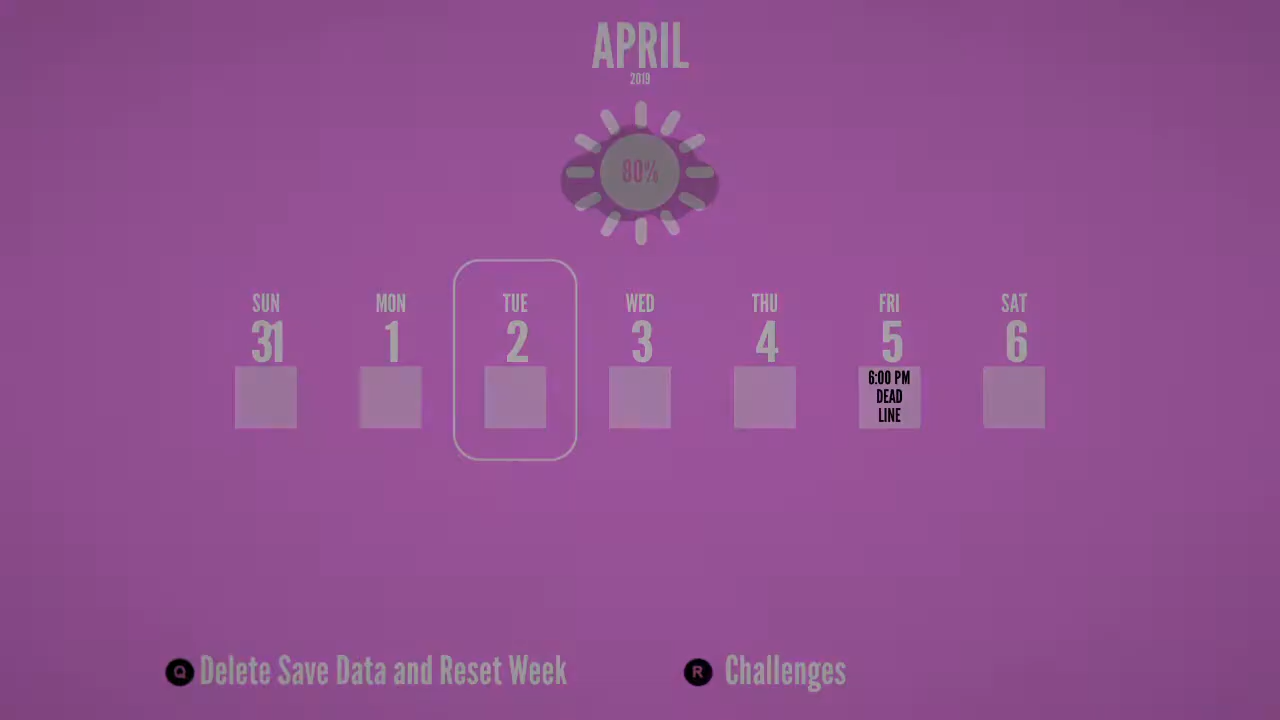 APRIL
2019
80%
SUN MON TUE WED THU FRI SAT
31 1 2 3 4 5 6
6:00 PM
DEAD
LINE
Q Delete Save Data and Reset Week R Challenges